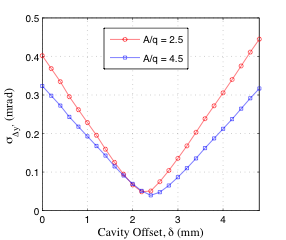 0.5
0.4
0.3
0.2
0.1
0
0 1 2 3 4
σΔy' (mrad)
Cavity Offset, δ (mm)
A/q = 2.5
A/q = 4.5